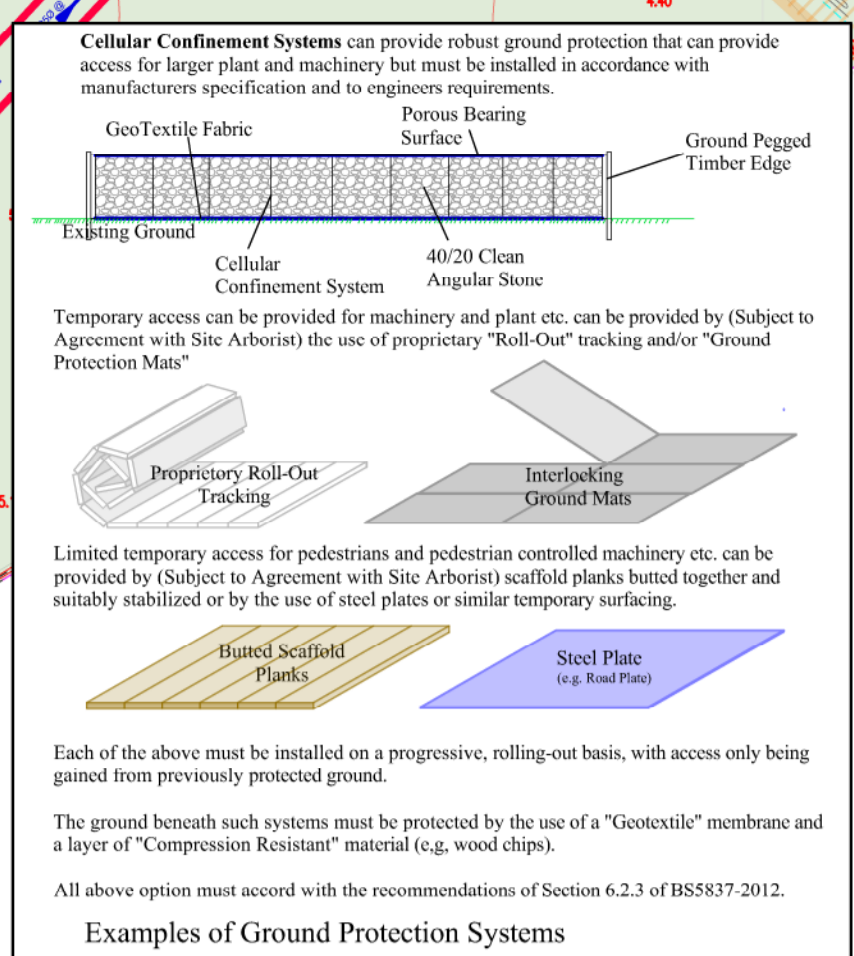 4.40
Cellular Confinement Systems can provide robust ground protection that can provide
access for larger plant and machinery but must be installed in accordance with
manufacturers specification and to engineers requirements.
GeoTextile Fabric
Porous Bearing
Surface
Ground Pegged
Timber Edge
Existing Ground
Cellular
Confinement System
40/20 Clean
Angular Stone
Temporary access can be provided for machinery and plant etc. can be provided by (Subject to
Agreement with Site Arborist) the use of proprietary "Roll-Out" tracking and/or "Ground
Protection Mats"
Proprietory Roll-Out
Tracking
Interlocking
Ground Mats
Limited temporary access for pedestrians and pedestrian controlled machinery etc. can be
provided by (Subject to Agreement with Site Arborist) scaffold planks butted together and
suitably stabilized or by the use of steel plates or similar temporary surfacing.
Butted Scaffold
Planks
Steel Plate
(e.g. Road Plate)
Each of the above must be installed on a progressive, rolling-out basis, with access only being
gained from previously protected ground.
The ground beneath such systems must be protected by the use of a "Geotextile" membrane and
a layer of "Compression Resistant" material (e,g, wood chips).
All above option must accord with the recommendations of Section 6.2.3 of BS5837-2012.
Examples of Ground Protection Systems